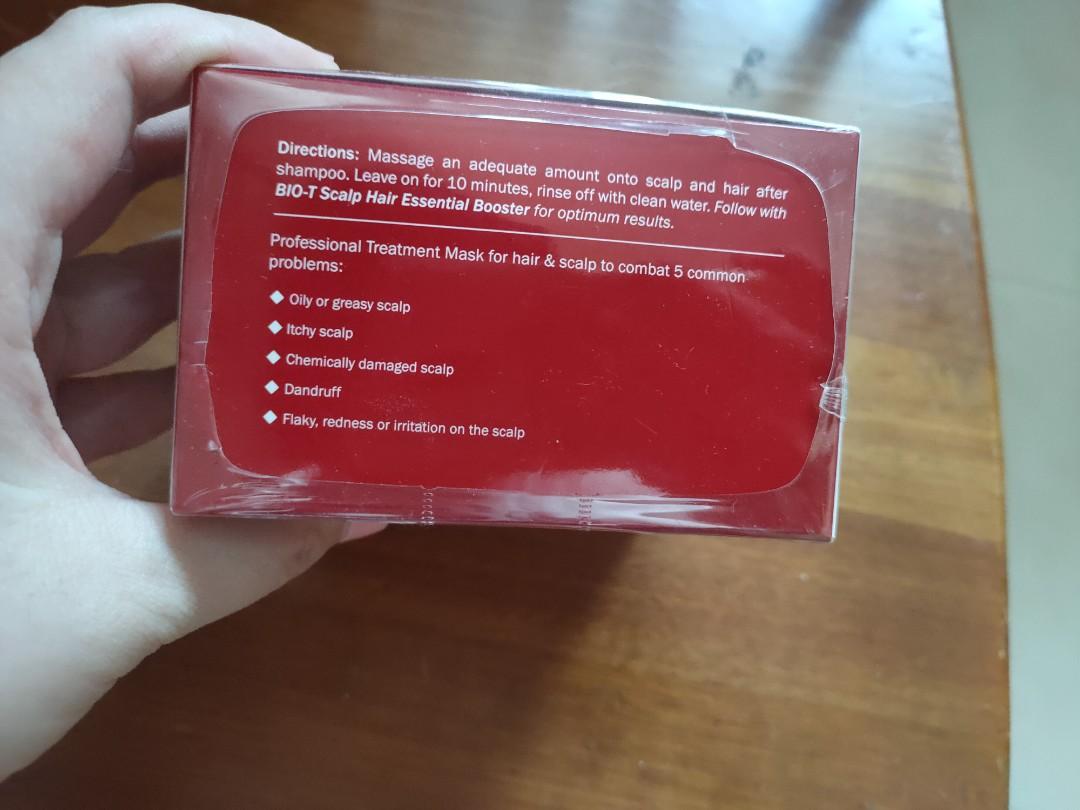 Directions: Massage an adequate amount onto scalp and hair after
shampoo. Leave on for 10 minutes, rinse off with clean water. Follow with
BIO-T Scalp Hair Essential Booster for optimum results.
Professional Treatment Mask for hair & scalp to combat 5 common
problems:
Oily or greasy scalp
Itchy scalp
Chemically damaged scalp
Dandruff
Flaky, redness or irritation on the scalp